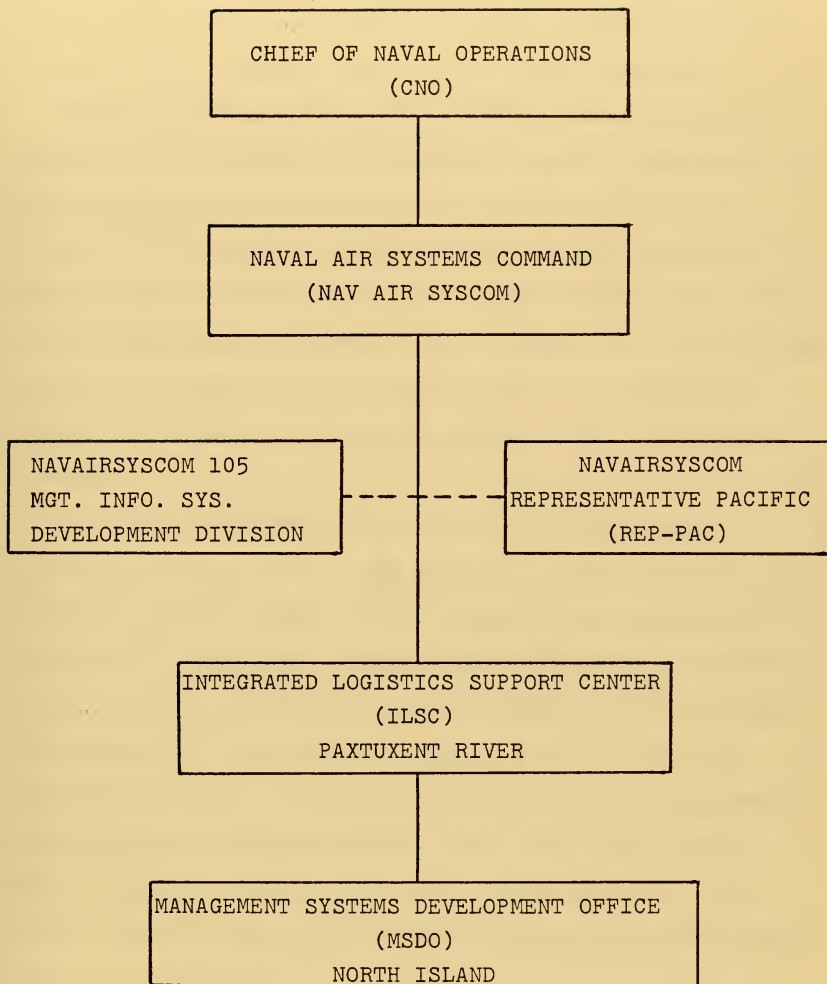 CHIEF OF NAVAL OPERATIONS
(CNO)
NAVAL AIR SYSTEMS COMMAND
(NAV AIR SYSCOM)
NAVAIRSYSCOM 105
MGT. INFO. SYS.
DEVELOPMENT DIVISION
NAVAIRSYSCOM
REPRESENTATIVE PACIFIC
(REP-PAC)
INTEGRATED LOGISTICS SUPPORT CENTER
(ILSC)
PAXTUXENT RIVER
MANAGEMENT SYSTEMS DEVELOPMENT OFFICE
(MSDO)
NORTH ISLAND